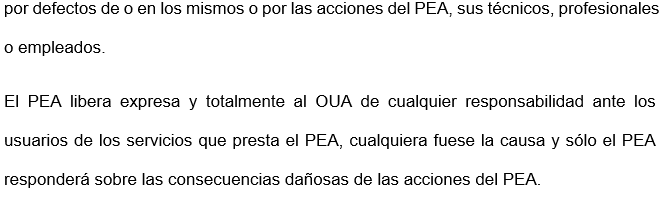 por defectos de o en los mismos o por las acciones del PEA, sus técnicos, profesionales
o empleados.
El PEA libera expresa y totalmente al OUA de cualquier responsabilidad ante los
usuarios de los servicios que presta el PEA, cualquiera fuese la causa y sólo el PEA
responderá sobre las consecuencias dañosas de las acciones del PEA.